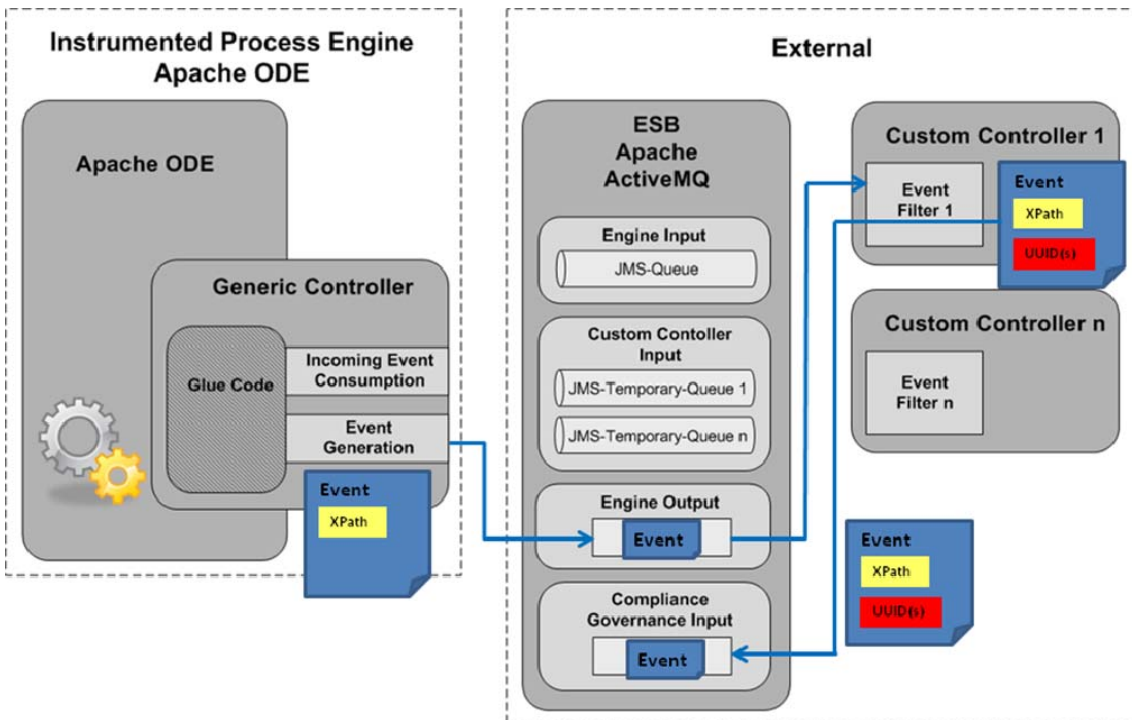 Instrumented Process Engine
Apache ODE
Apache ODE
Generic Controller
Glue Code
Incoming Event
Consumption
Event
Generation
Event
XPath
External
ESB
Apache
ActiveMQ
Engine Input
JMS-Queue
Custom Contoller
Input
JMS-Temporary-Queue 1
JMS-Temporary-Queue n
Engine Output
Event
Compliance
Governance Input
Event
Custom Controller 1
Event
Filter 1
Event
XPath
UUID(s)
Custom Controller n
Event
Filter n
Event
XPath
UUID(s)